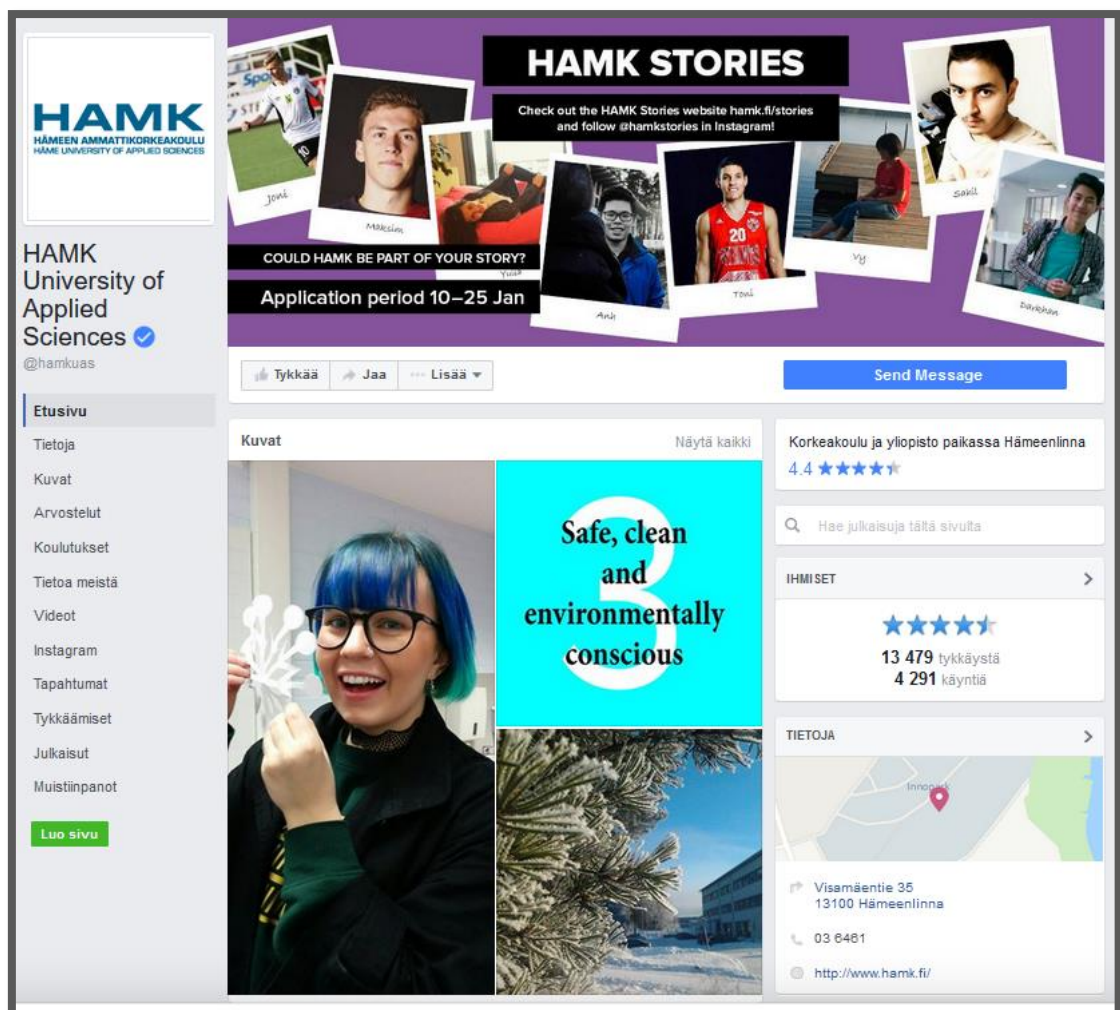 HAMK
HÄMEEN AMMATTIKORKEAKOULU
HÄME UNIVERSITY OF APPLIED SCIENCES
HAMK
University of
Applied
Sciences
@hamkuas
Etusivu
Tietoja
Kuvat
Arvostelut
Koulutukset
Tietoa meistä
Videot
Instagram
Tapahtumat
Tykkäämiset
Julkaisut
Muistiinpanot
Luo sivu
HAMK STORIES
Check out the HAMK Stories website hamk.fi/stories
and follow @hamkstories in Instagram!
Joni
Maksim
Anh
20
Toni
Vy
Sahil
Darkhan
COULD HAMK BE PART OF YOUR STORY?
Application period 10–25 Jan
Tykkää
Jaa
Lisää
Send Message
Kuvat
Näytä kaikki
3
Safe, clean
and
environmentally
conscious
Korkeakoulu ja yliopisto paikassa Hämeenlinna
4.4
Hae julkaisuja tältä sivulta
IHMISET
13 479 tykkäystä
4 291 käyntiä
TIETOJA
Innopark
Visamäentie 35
13100 Hämeenlinna
03 6461
http://www.hamk.fi/